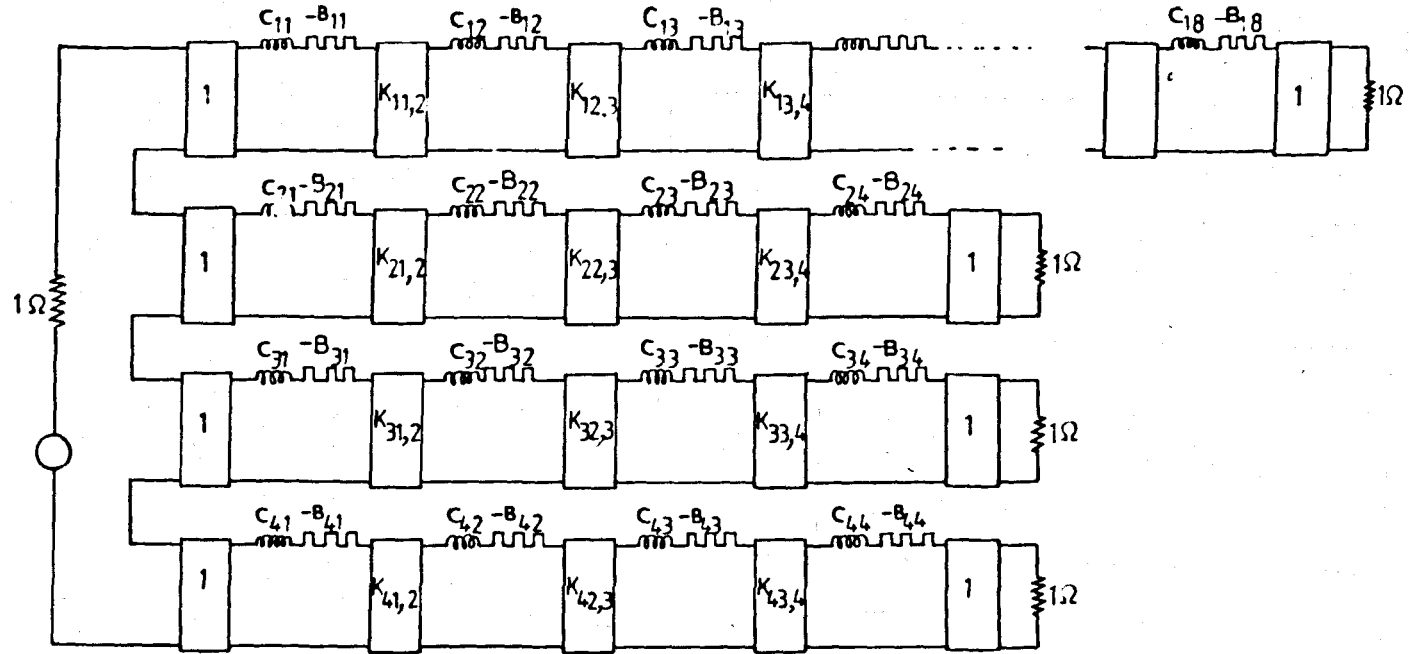 C11 -B11 C12 -B12 C13 -B13 C18 -B18
1 K11,2 K12,3 K13,4 1 1Ω
C21 -B21 C22 -B22 C23 -B23 C24 -B24
1 K21,2 K22,3 K23,4 1 1Ω
1Ω
C31 -B31 C32 -B32 C33 -B33 C34 -B34
1 K31,2 K32,3 K33,4 1 1Ω
C41 -B41 C42 -B42 C43 -B43 C44 -B44
1 K41,2 K42,3 K43,4 1 1Ω